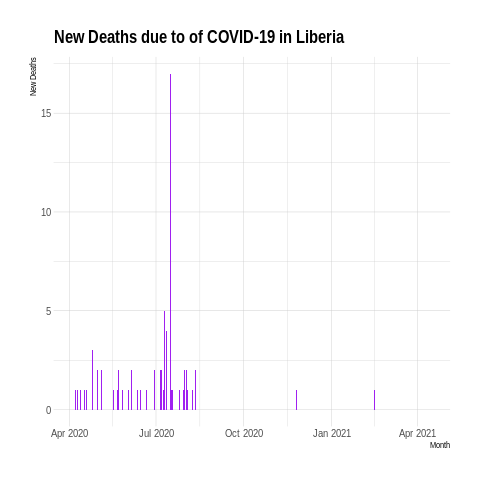 New Deaths due to of COVID-19 in Liberia
New Deaths
15
10
5
0
Apr 2020 Jul 2020 Oct 2020 Jan 2021 Apr 2021
Month